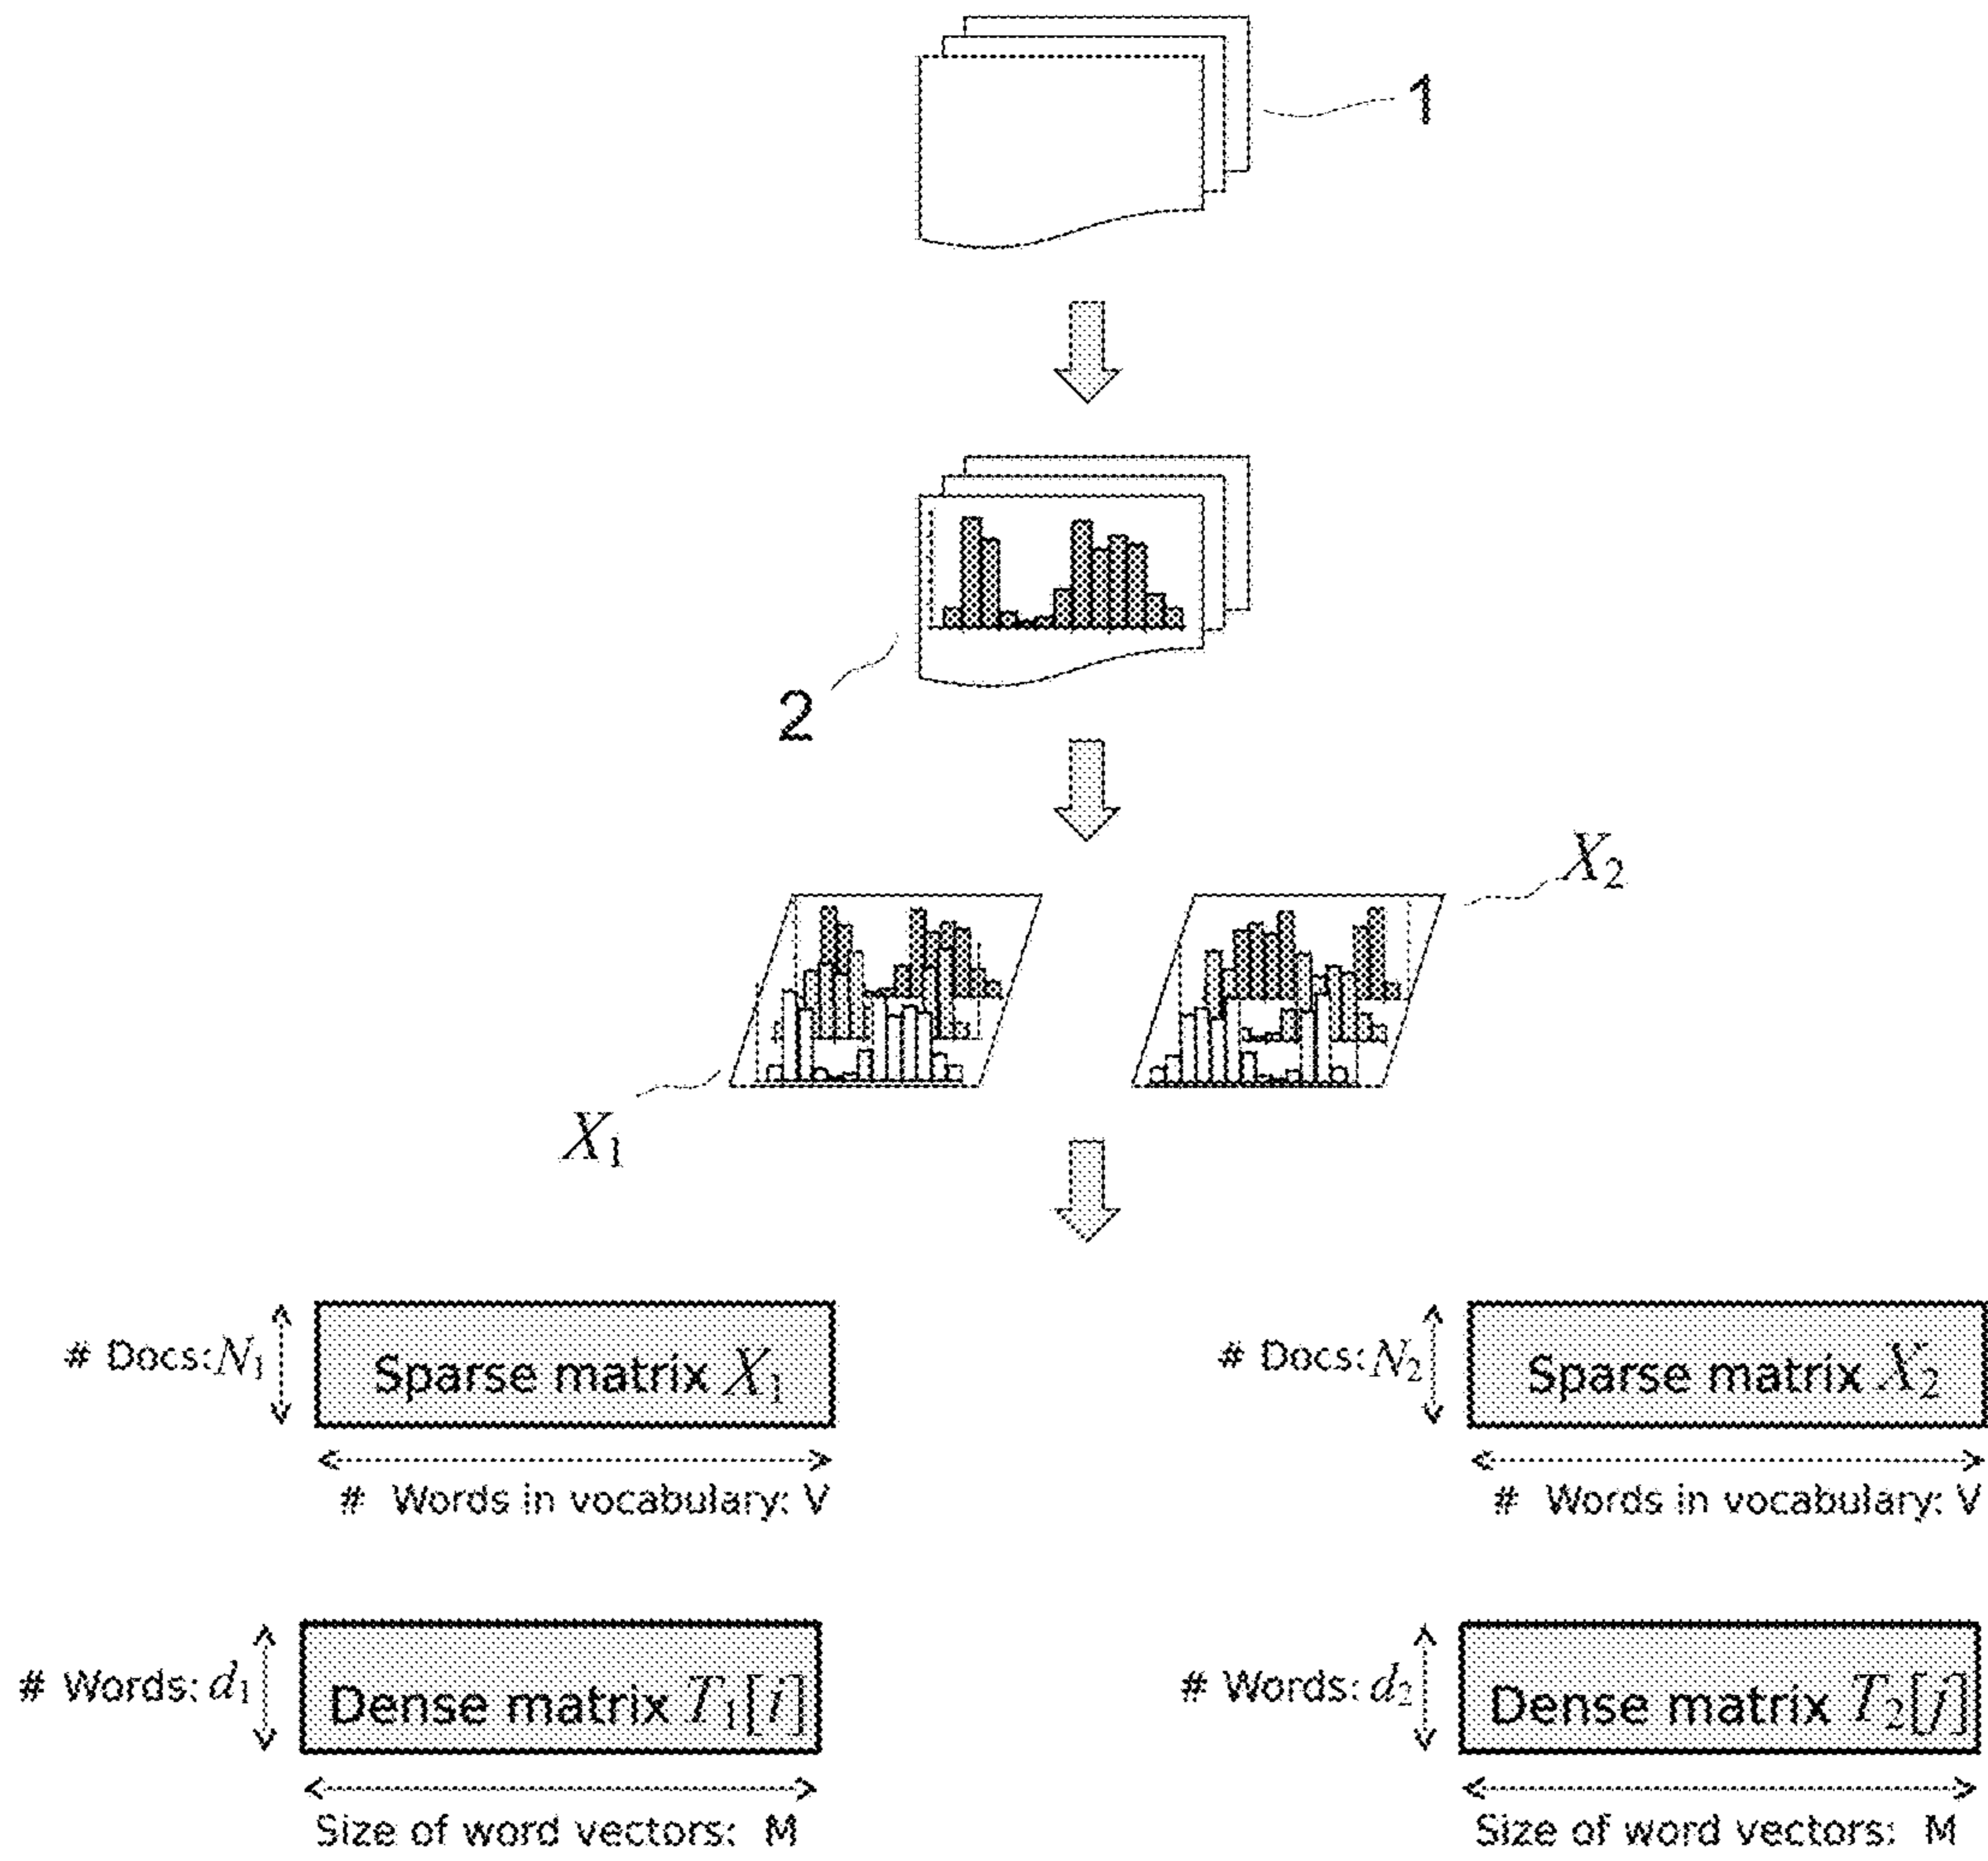 1
2
X₂
X₁
# Docs: N₁
Sparse matrix X₁
# Docs: N₂
Sparse matrix X₂
# Words in vocabulary: V
# Words in vocabulary: V
# Words: d₁
Dense matrix T₁[i]
# Words: d₂
Dense matrix T₂[j]
Size of word vectors: M
Size of word vectors: M